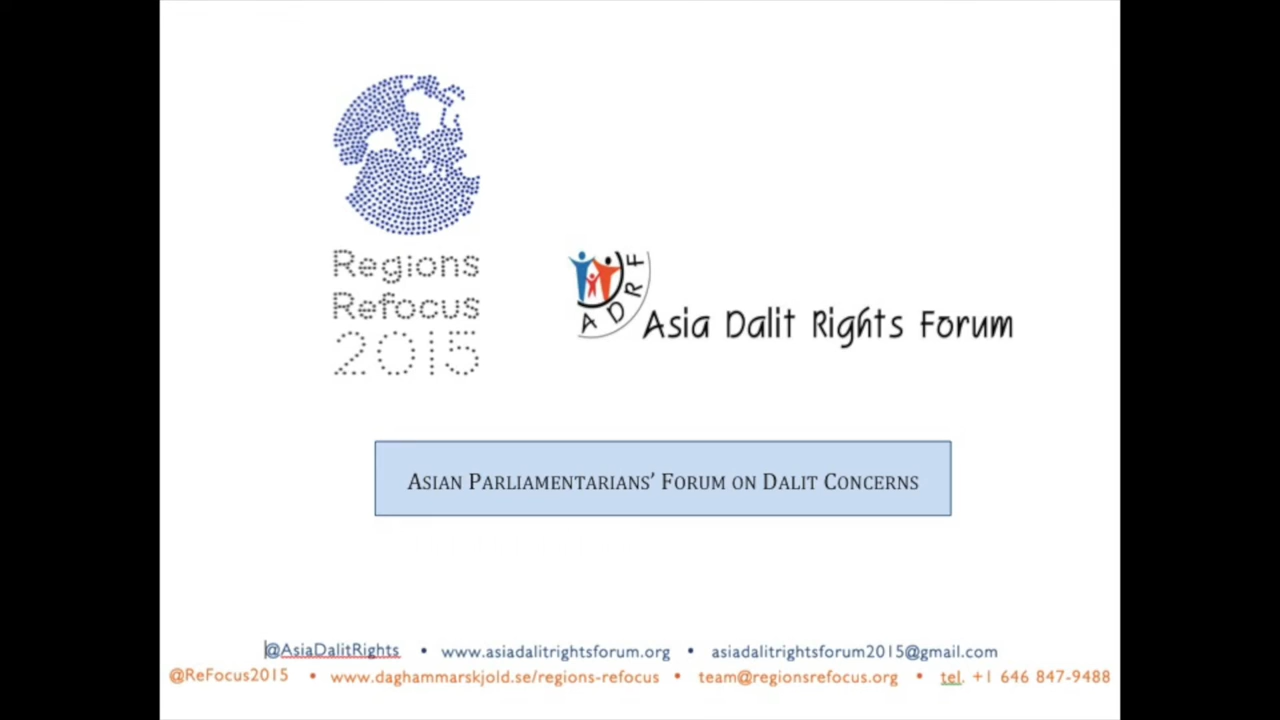 Regions
Refocus
2015
ADRF
Asia Dalit Rights Forum
ASIAN PARLIAMENTARIANS’ FORUM ON DALIT CONCERNS
@AsiaDalitRights • www.asiadalitrightsforum.org • asiadalitrightsforum2015@gmail.com
@ReFocus2015 • www.daghammarskjold.se/regions-refocus • team@regionsrefocus.org • tel. +1 646 847-9488